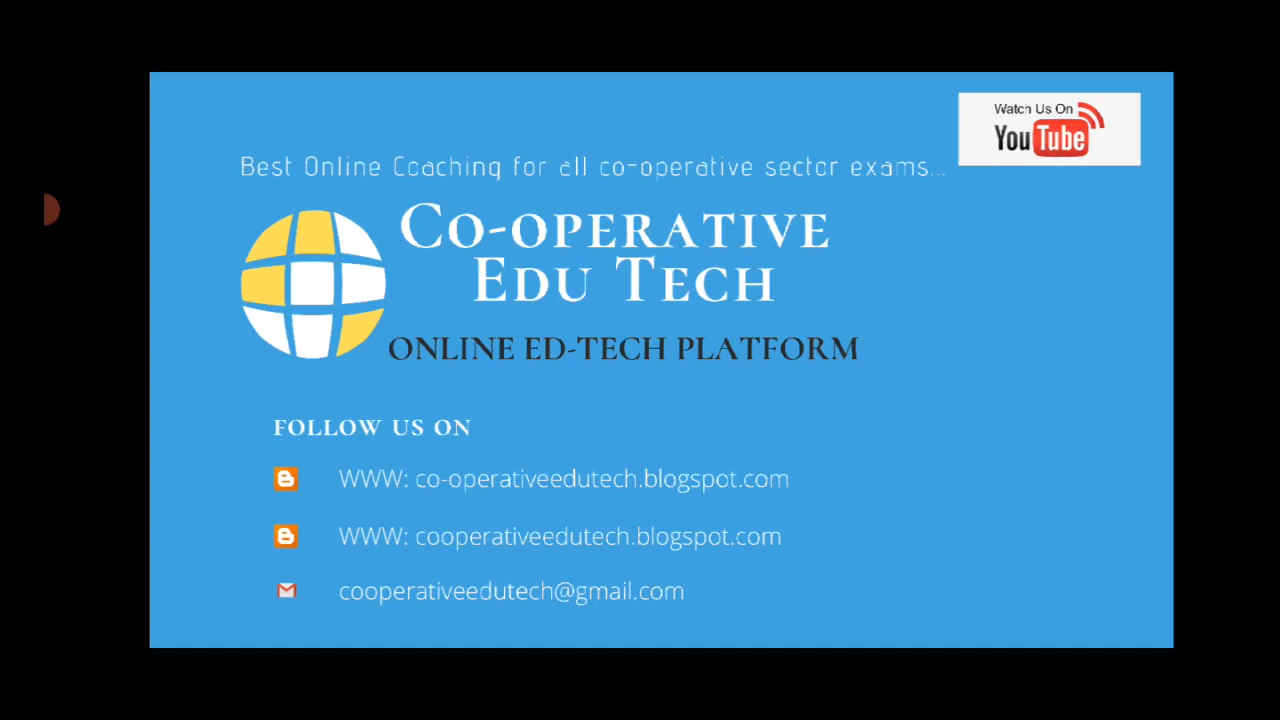 Watch Us On
YouTube
Best Online Coaching for all co-operative sector exams...
CO-OPERATIVE
EDU TECH
ONLINE ED-TECH PLATFORM
FOLLOW US ON
WWW: co-operativeedutech.blogspot.com
WWW: cooperativeedutech.blogspot.com
cooperativeedutech@gmail.com